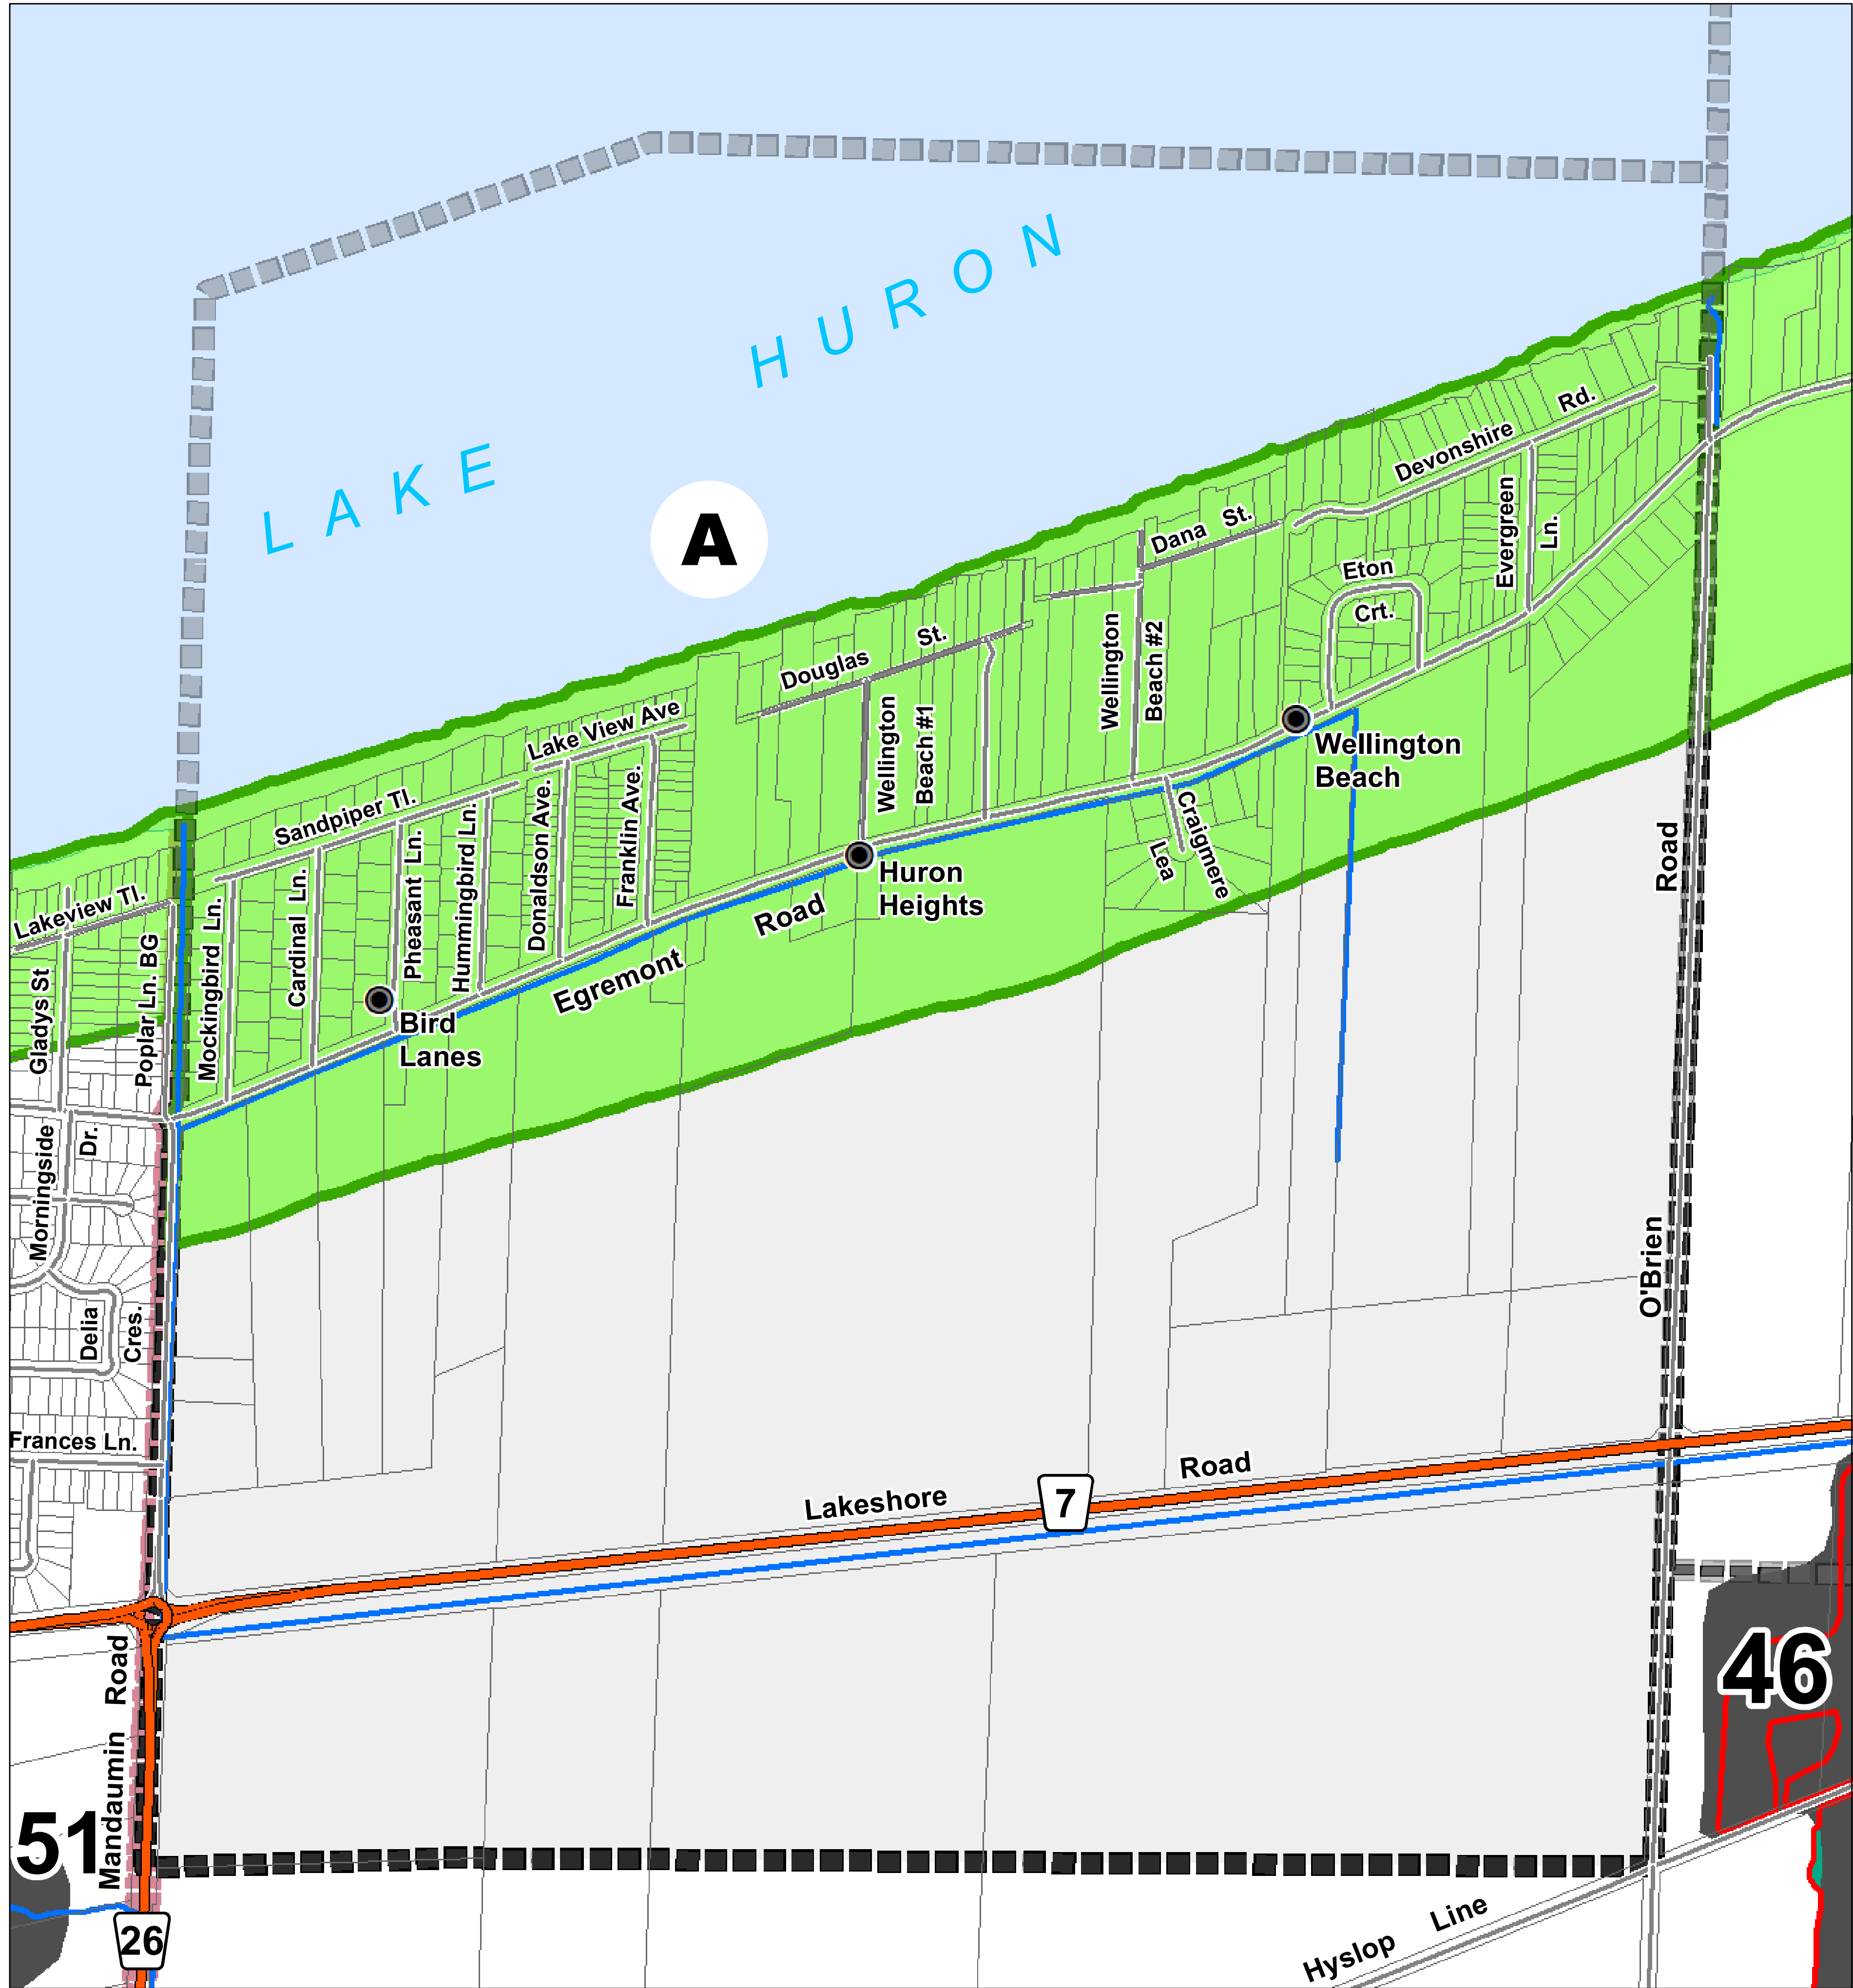 LAKE HURON
A
Devonshire Rd.
Dana St.
Evergreen Ln.
Eton
Crt.
Douglas St.
Wellington
Beach #2
Wellington
Beach #1
Lake View Ave
Wellington
Beach
Sandpiper Tl.
Craigmere
Lea
Huron
Heights
Road
Lakeview Tl.
Mockingbird Ln.
Cardinal Ln.
Pheasant Ln.
Hummingbird Ln.
Donaldson Ave.
Franklin Ave.
Egremont Road
Gladys St
Poplar Ln. BG
Bird
Lanes
Morningside Dr.
O'Brien
Delia Cres.
Frances Ln.
Lakeshore Road
7
Mandaumin Road
46
51
26
Hyslop Line